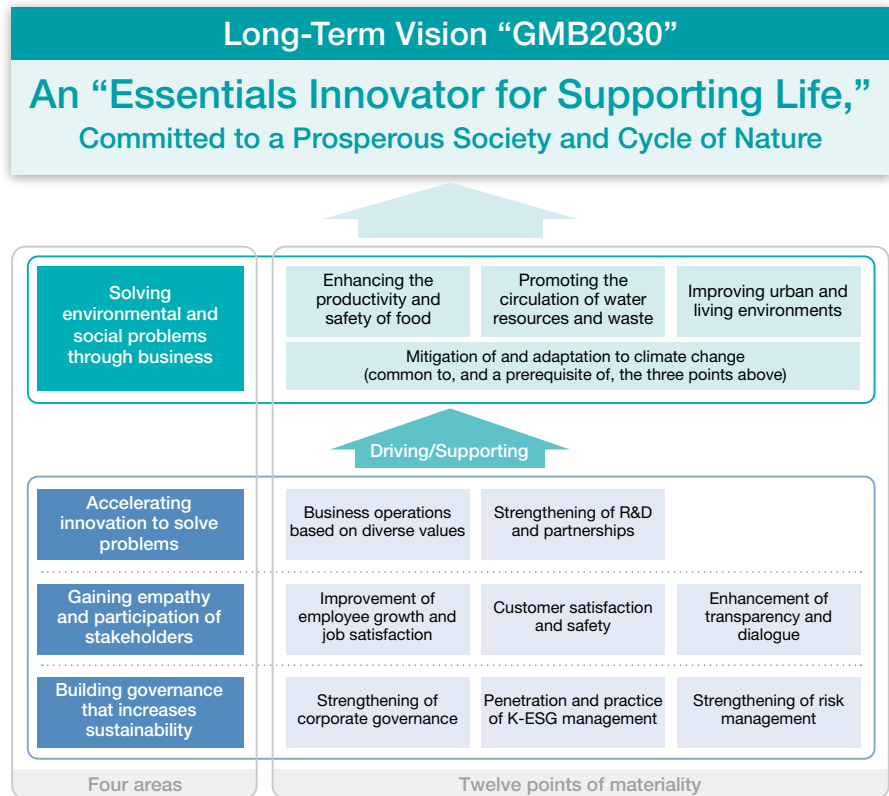 Long-Term Vision “GMB2030”
An “Essentials Innovator for Supporting Life,”
Committed to a Prosperous Society and Cycle of Nature
Solving
environmental and
social problems
through business
Enhancing the
productivity and
safety of food
Promoting the
circulation of water
resources and waste
Improving urban and
living environments
Mitigation of and adaptation to climate change
(common to, and a prerequisite of, the three points above)
Driving/Supporting
Accelerating
innovation to solve
problems
Business operations
based on diverse values
Strengthening of R&D
and partnerships
Gaining empathy
and participation of
stakeholders
Improvement of
employee growth and
job satisfaction
Customer satisfaction
and safety
Enhancement of
transparency and
dialogue
Building governance
that increases
sustainability
Strengthening of
corporate governance
Penetration and practice
of K-ESG management
Strengthening of risk
management
Four areas
Twelve points of materiality